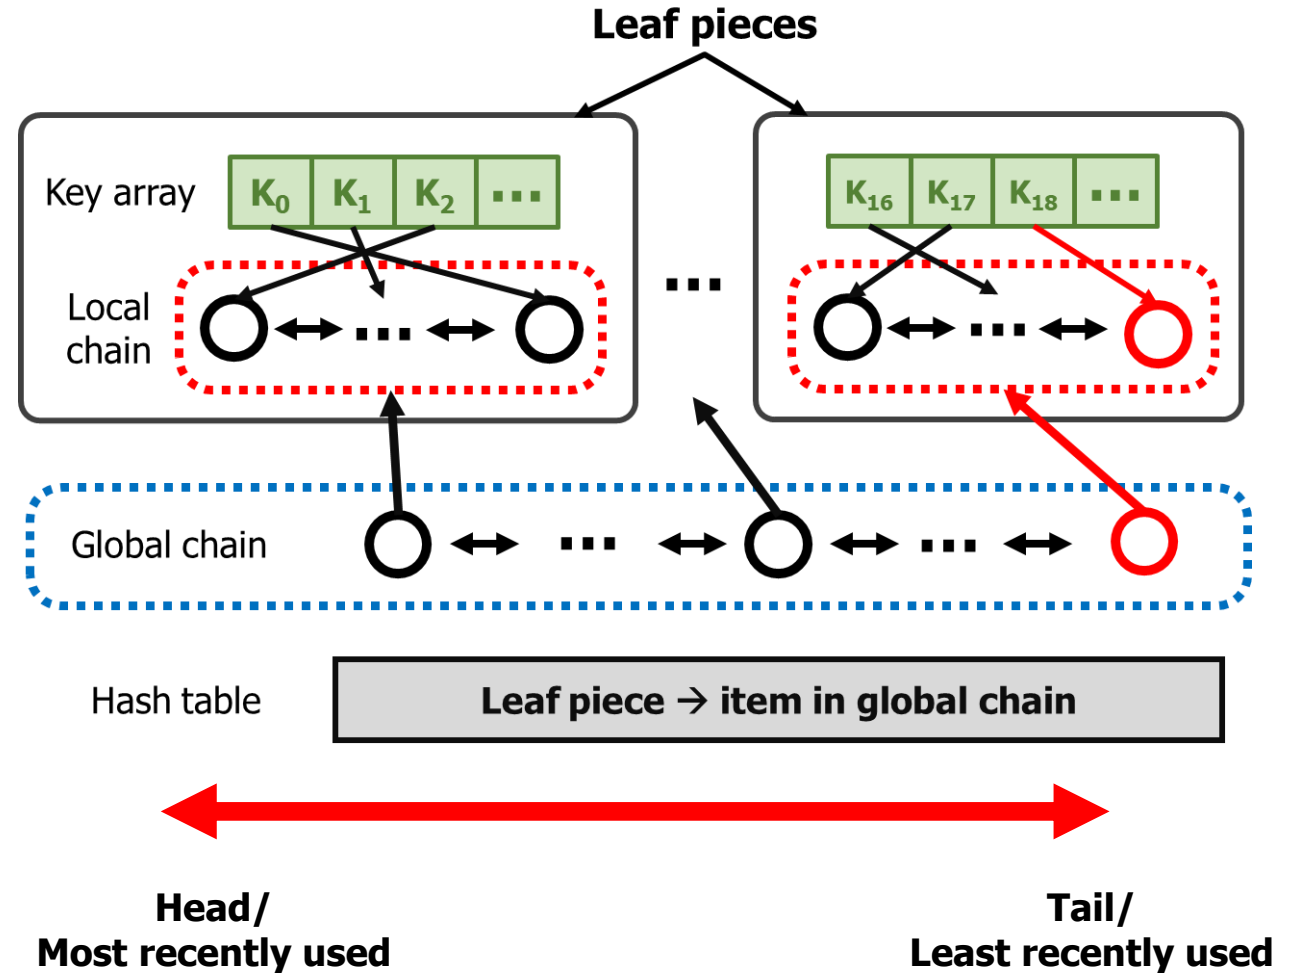 Leaf pieces
Key array
K0 K1 K2 ...
K16 K17 K18 ...
Local
chain
...
...
...
Global chain
... ...
Hash table
Leaf piece → item in global chain
Head/
Most recently used
Tail/
Least recently used